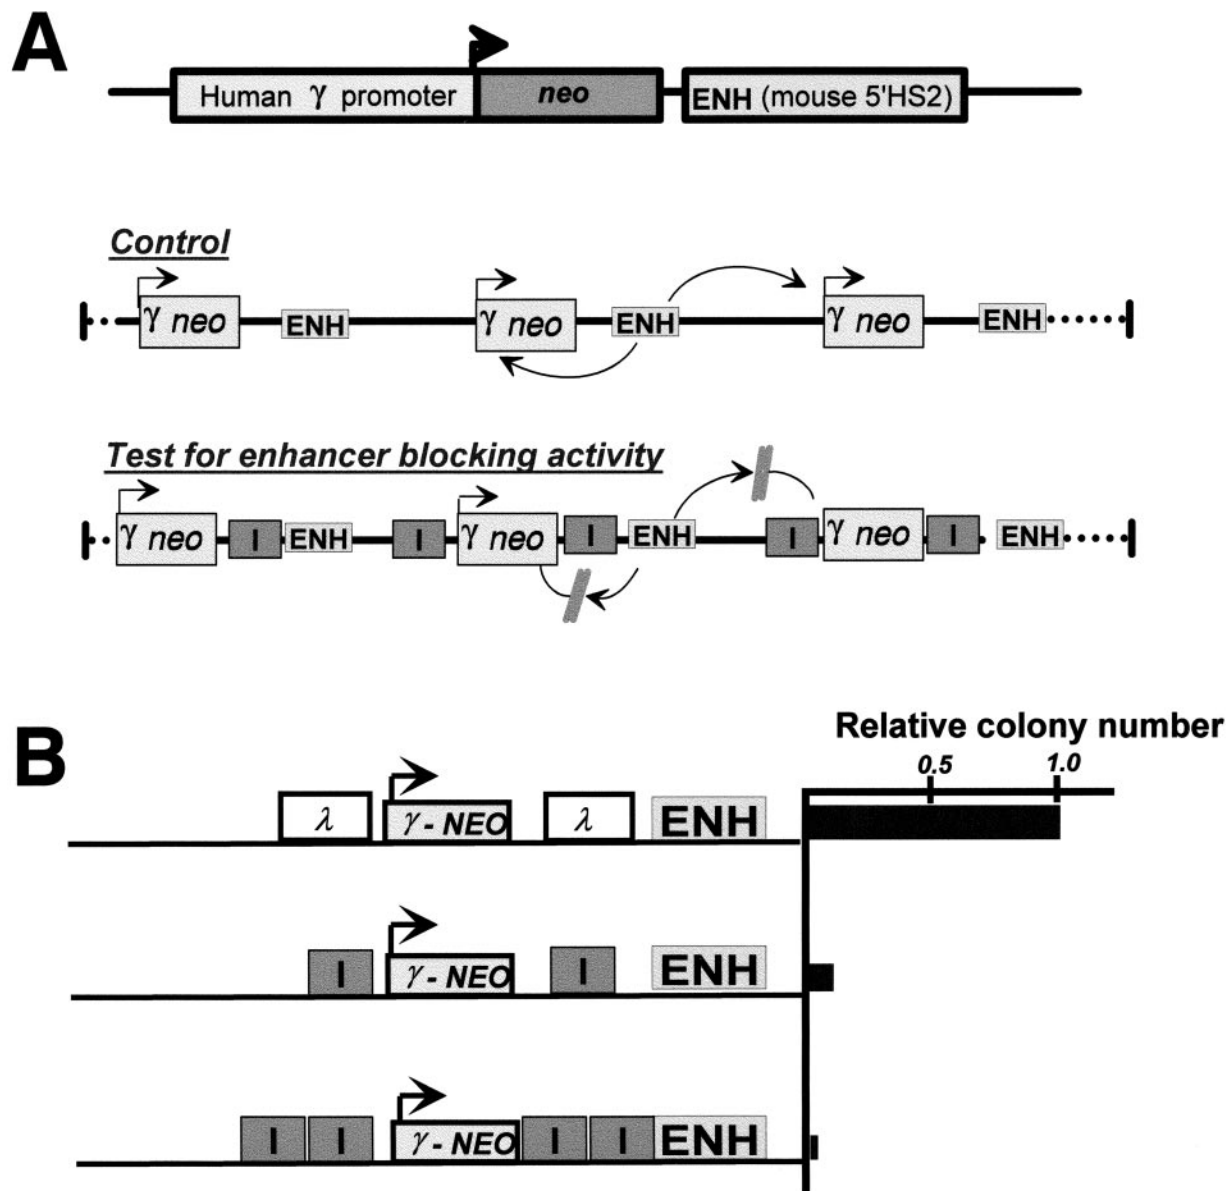 A
Human γ promoter neo ENH (mouse 5'HS2)
Control
γ neo ENH γ neo ENH γ neo ENH
Test for enhancer blocking activity
γ neo I ENH I γ neo I ENH I γ neo I ENH
B
Relative colony number
0.5 1.0
λ γ - NEO λ ENH
I γ - NEO I ENH
I I γ - NEO I I ENH